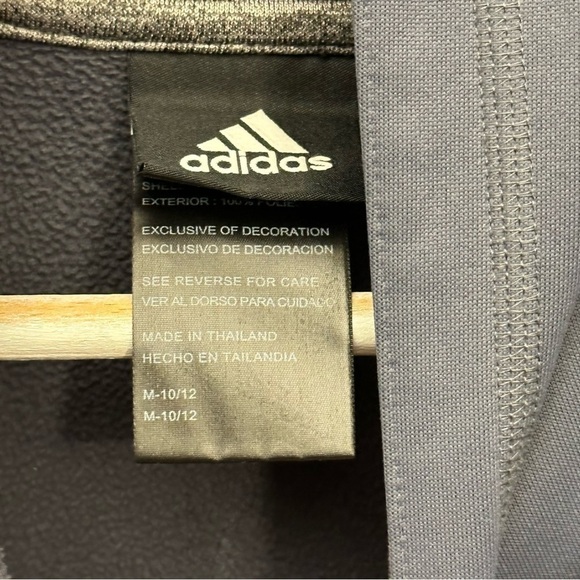 adidas
EXTERIOR : 100% POLIE
EXCLUSIVE OF DECORATION
EXCLUSIVO DE DECORACION
SEE REVERSE FOR CARE
VER AL DORSO PARA CUIDADO
MADE IN THAILAND
HECHO EN TAILANDIA
M-10/12
M-10/12